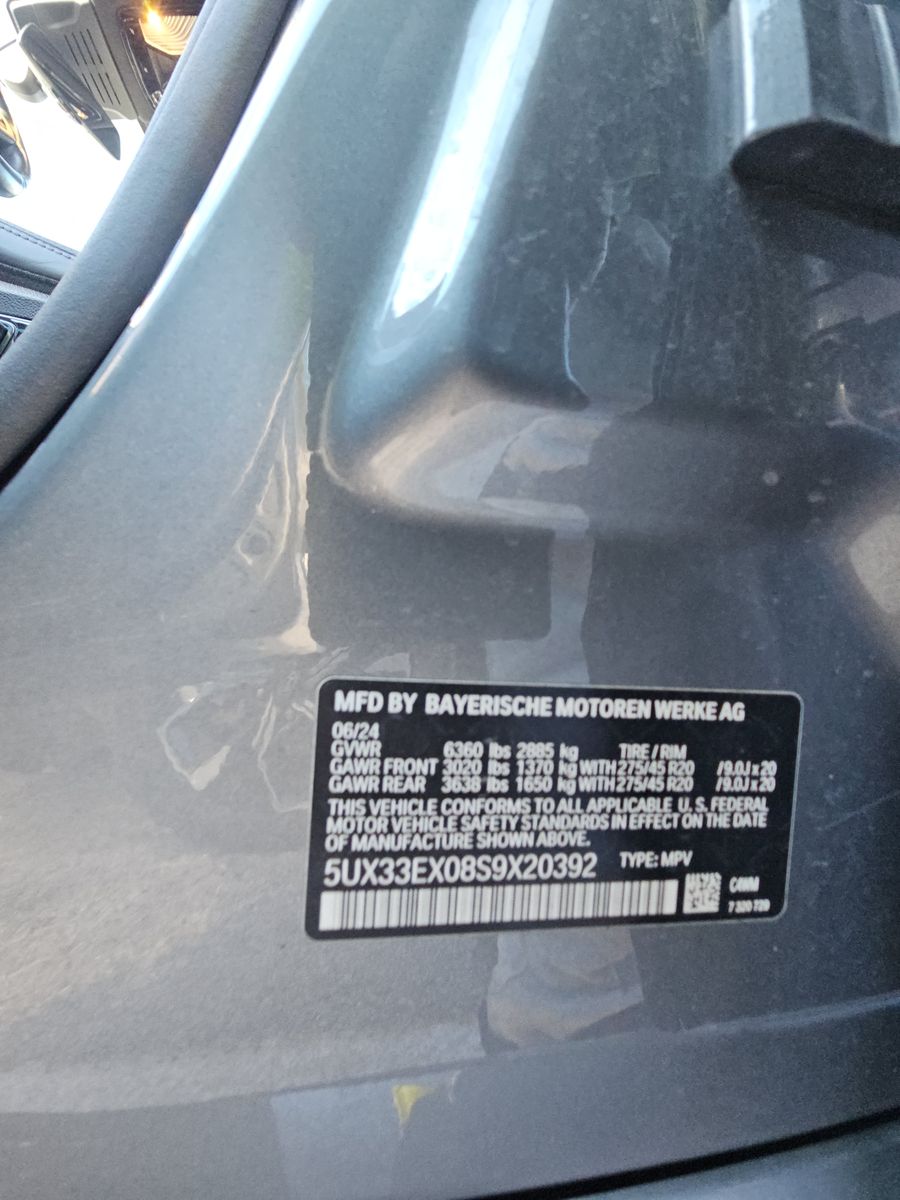 MFD BY BAYERISCHE MOTOREN WERKE AG
06/24
GVWR 6360 lbs 2885 kg TIRE / RIM
GAWR FRONT 3020 lbs 1370 kg WITH 275/45 R20 /9.0J x 20
GAWR REAR 3638 lbs 1650 kg WITH 275/45 R20 /9.0J x 20
THIS VEHICLE CONFORMS TO ALL APPLICABLE U.S. FEDERAL
MOTOR VEHICLE SAFETY STANDARDS IN EFFECT ON THE DATE
OF MANUFACTURE SHOWN ABOVE.
5UX33EX08S9X20392 TYPE: MPV